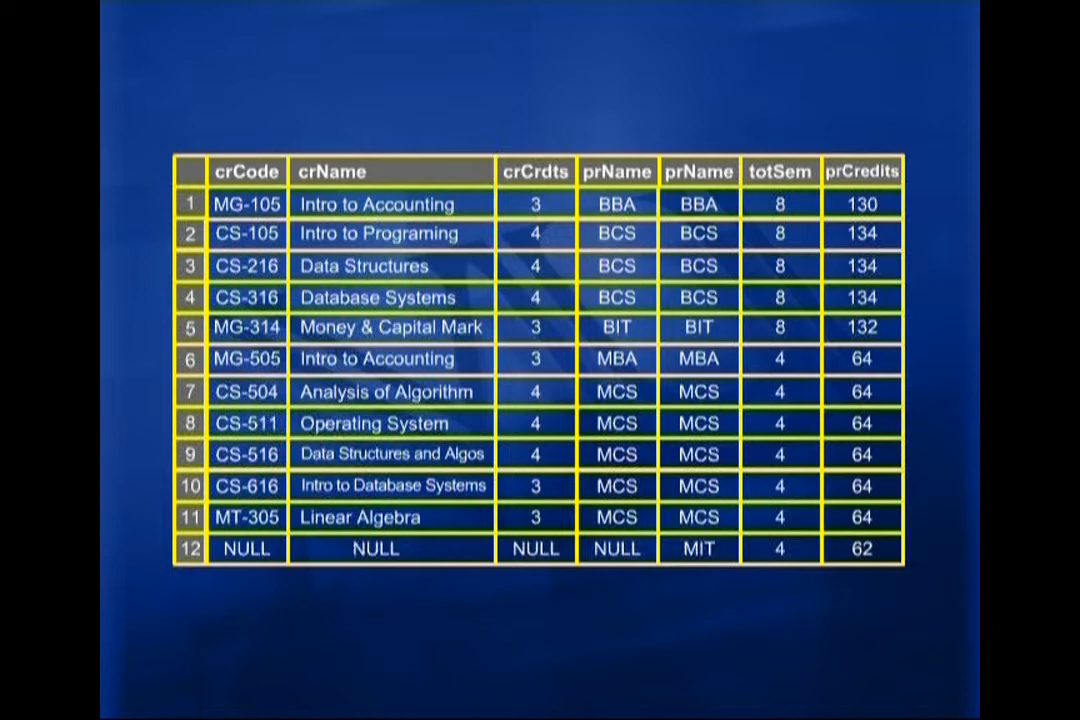 crCode crName crCrdts prName prName totSem prCredits
1 MG-105 Intro to Accounting 3 BBA BBA 8 130
2 CS-105 Intro to Programing 4 BCS BCS 8 134
3 CS-216 Data Structures 4 BCS BCS 8 134
4 CS-316 Database Systems 4 BCS BCS 8 134
5 MG-314 Money & Capital Mark 3 BIT BIT 8 132
6 MG-505 Intro to Accounting 3 MBA MBA 4 64
7 CS-504 Analysis of Algorithm 4 MCS MCS 4 64
8 CS-511 Operating System 4 MCS MCS 4 64
9 CS-516 Data Structures and Algos 4 MCS MCS 4 64
10 CS-616 Intro to Database Systems 3 MCS MCS 4 64
11 MT-305 Linear Algebra 3 MCS MCS 4 64
12 NULL NULL NULL NULL MIT 4 62